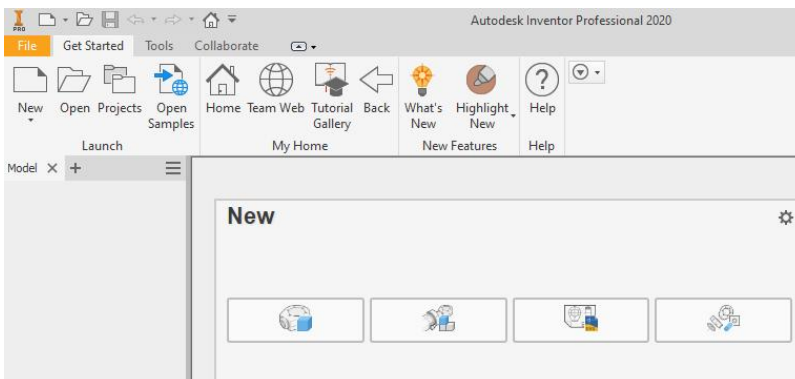 PRO
Autodesk Inventor Professional 2020
File Get Started Tools Collaborate
New Open Projects Open Samples Home Team Web Tutorial Gallery Back What's New Highlight New Help
Launch My Home New Features Help
Model
New